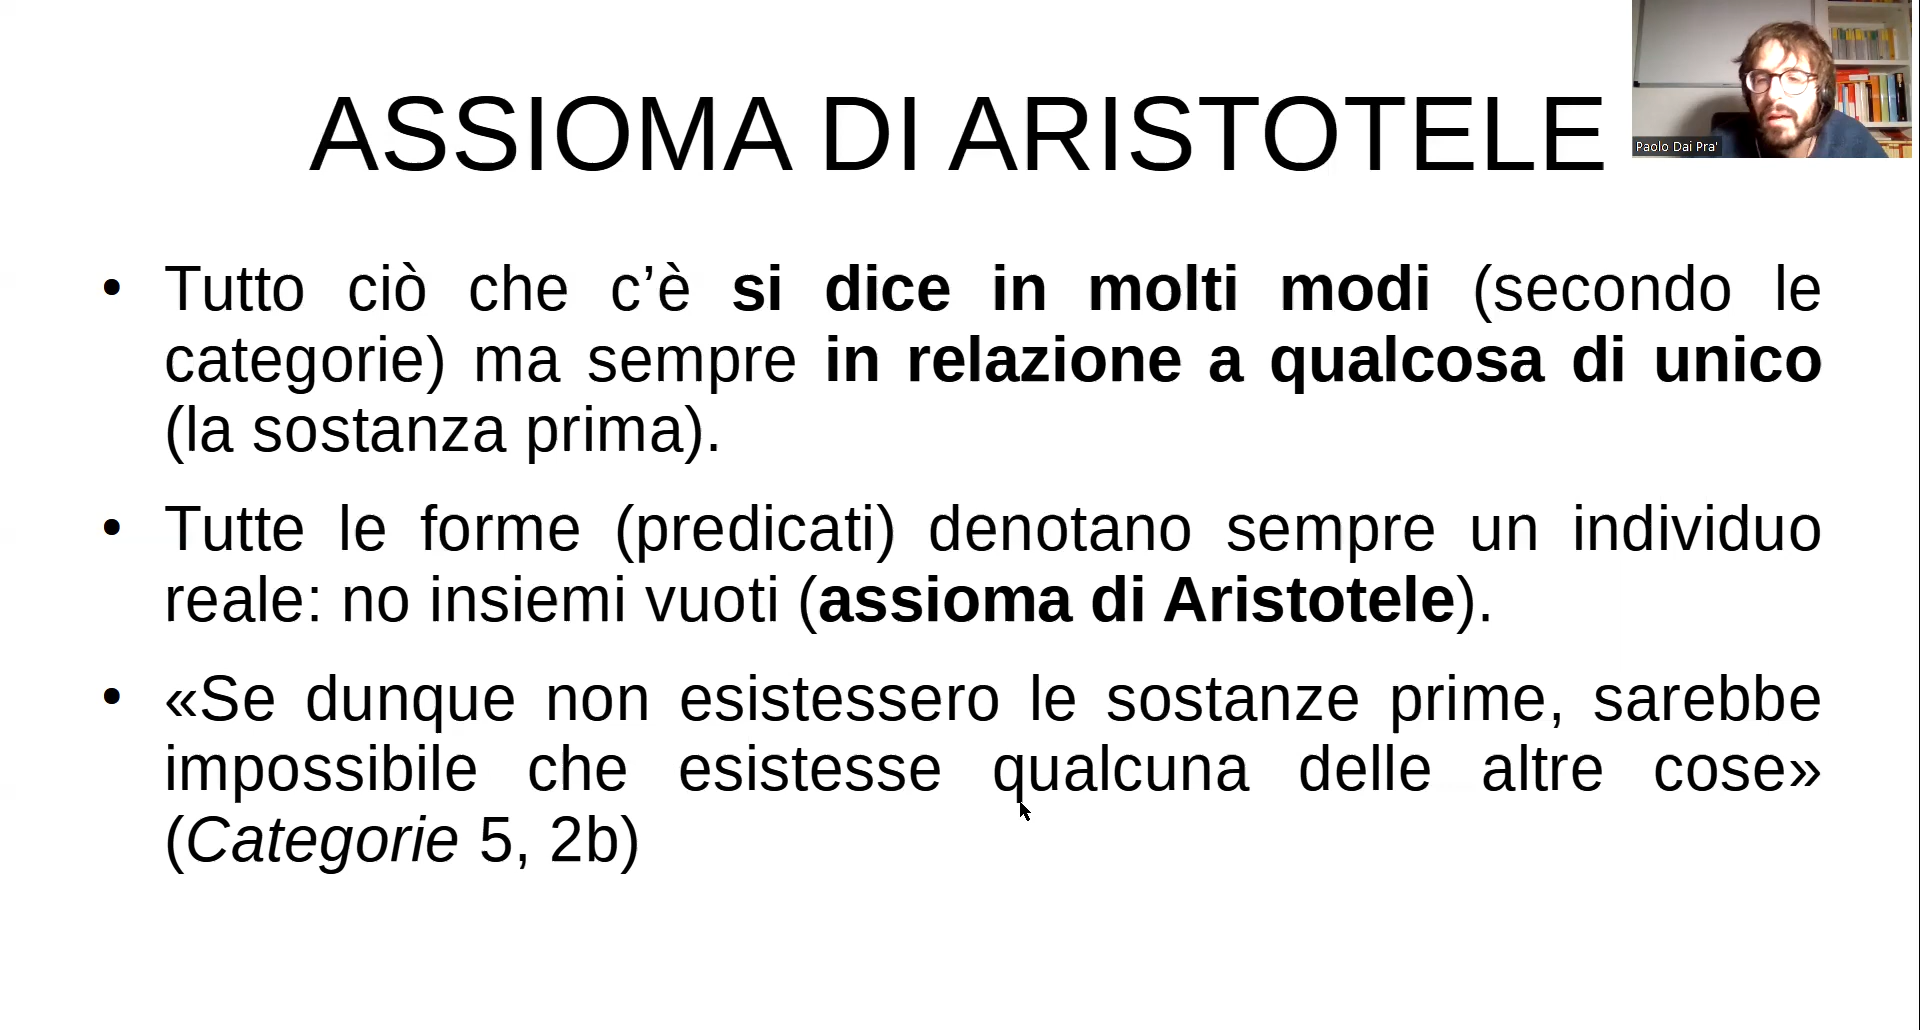 ASSIOMA DI ARISTOTELE
Paolo Dai Pra'
• Tutto ciò che c’è si dice in molti modi (secondo le
categorie) ma sempre in relazione a qualcosa di unico
(la sostanza prima).
• Tutte le forme (predicati) denotano sempre un individuo
reale: no insiemi vuoti (assioma di Aristotele).
• «Se dunque non esistessero le sostanze prime, sarebbe
impossibile che esistesse qualcuna delle altre cose»
(Categorie 5, 2b)